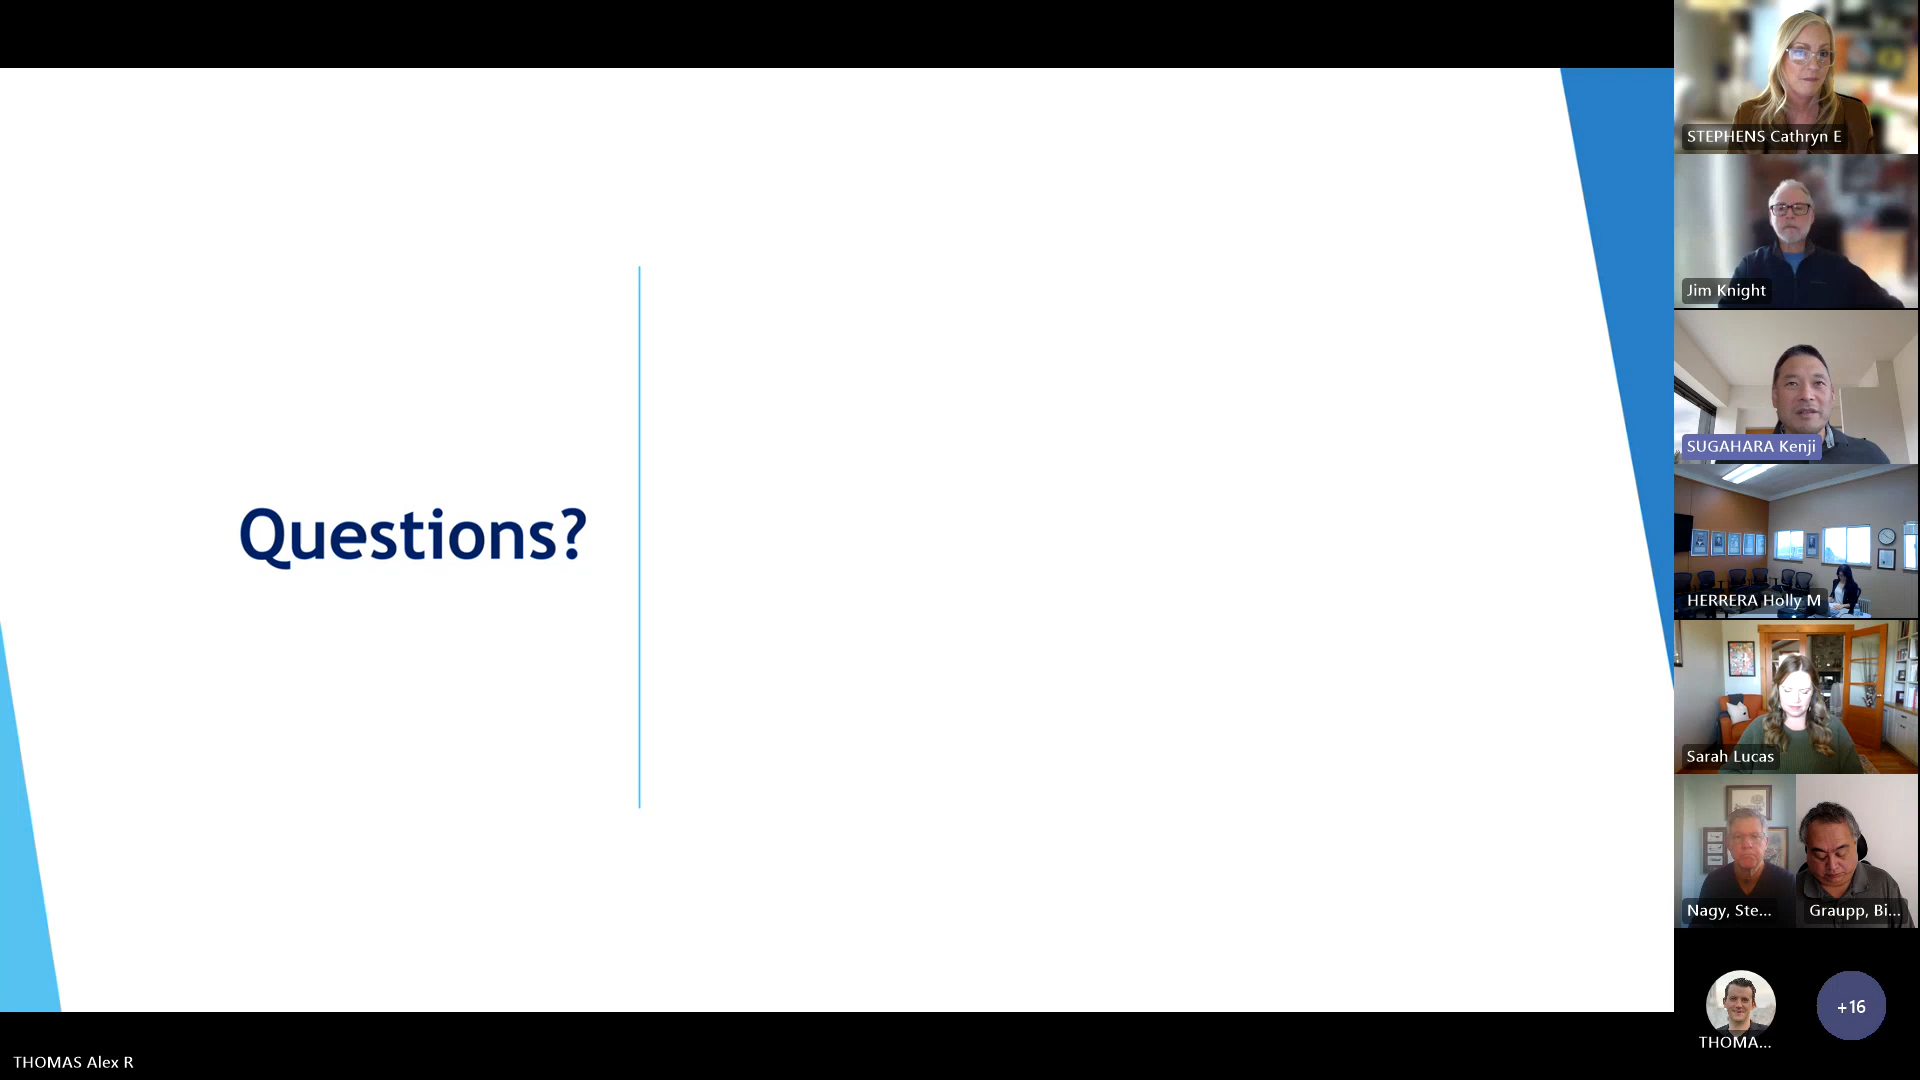 Questions?
STEPHENS Cathryn E
Jim Knight
SUGAHARA Kenji
HERRERA Holly M
Sarah Lucas
Nagy, Ste...
Graupp, Bi...
THOMA...
+16
THOMAS Alex R